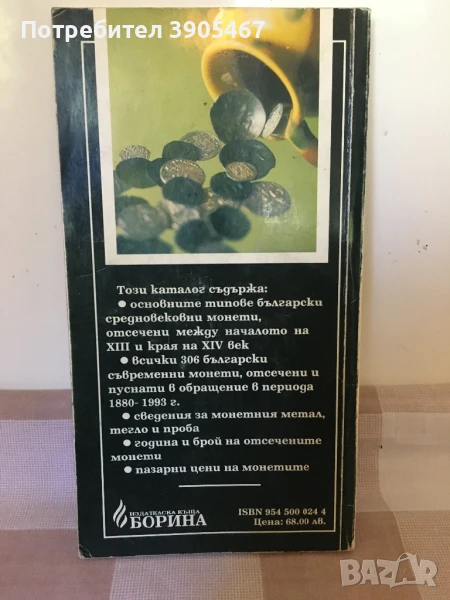 Потребител 3905467
Този каталог съдържа:
● основните типове български
средновековни монети,
отсечени между началото на
XIII и края на XIV век
● всички 306 български
съвременни монети, отсечени и
пуснати в обращение в периода
1880- 1993 г.
● сведения за монетния метал,
тегло и проба
● година и брой на отсечените
монети
● пазарни цени на монетите
ИЗДАТЕЛСКА КЪЩА
БОРИНА
ISBN 954 500 024 4
Цена: 68.00 лв.
BAZAR